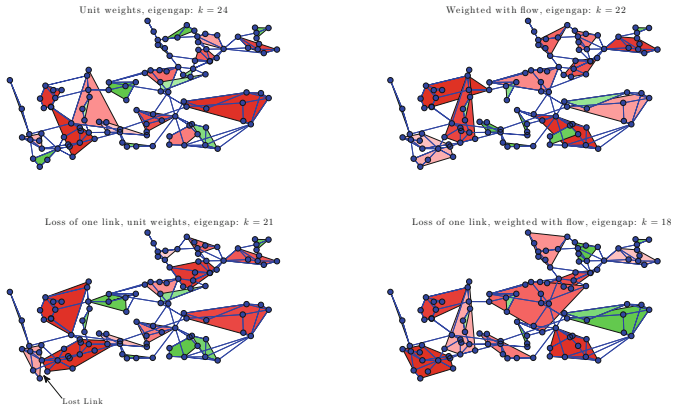 Unit weights, eigengap: k = 24
Weighted with flow, eigengap: k = 22
Loss of one link, unit weights, eigengap: k = 21
Loss of one link, weighted with flow, eigengap: k = 18
Lost Link